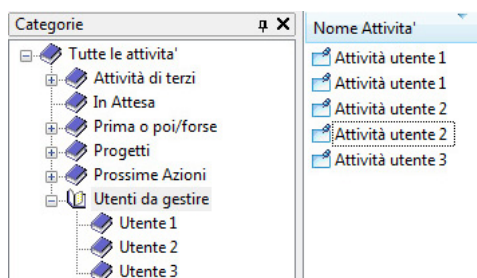 Categorie
Tutte le attivita'
Attività di terzi
In Attesa
Prima o poi/forse
Progetti
Prossime Azioni
Utenti da gestire
Utente 1
Utente 2
Utente 3
Nome Attivita'
Attività utente 1
Attività utente 1
Attività utente 2
Attività utente 2
Attività utente 3